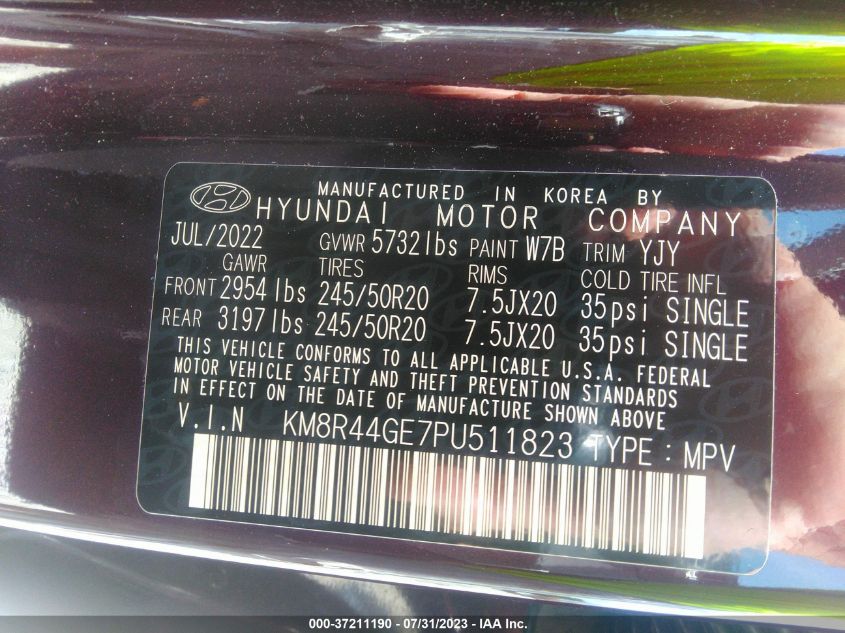 MANUFACTURED IN KOREA BY
HYUNDAI MOTOR COMPANY
JUL/2022 GVWR 5732lbs PAINT W7B TRIM YJY
GAWR TIRES RIMS COLD TIRE INFL
FRONT 2954lbs 245/50R20 7.5JX20 35psi SINGLE
REAR 3197lbs 245/50R20 7.5JX20 35psi SINGLE
THIS VEHICLE CONFORMS TO ALL APPLICABLE U.S.A. FEDERAL
MOTOR VEHICLE SAFETY AND THEFT PREVENTION STANDARDS
IN EFFECT ON THE DATE OF MANUFACTURE SHOWN ABOVE
V.I.N KM8R44GE7PU511823 TYPE : MPV
000-37211190 - 07/31/2023 - IAA Inc.